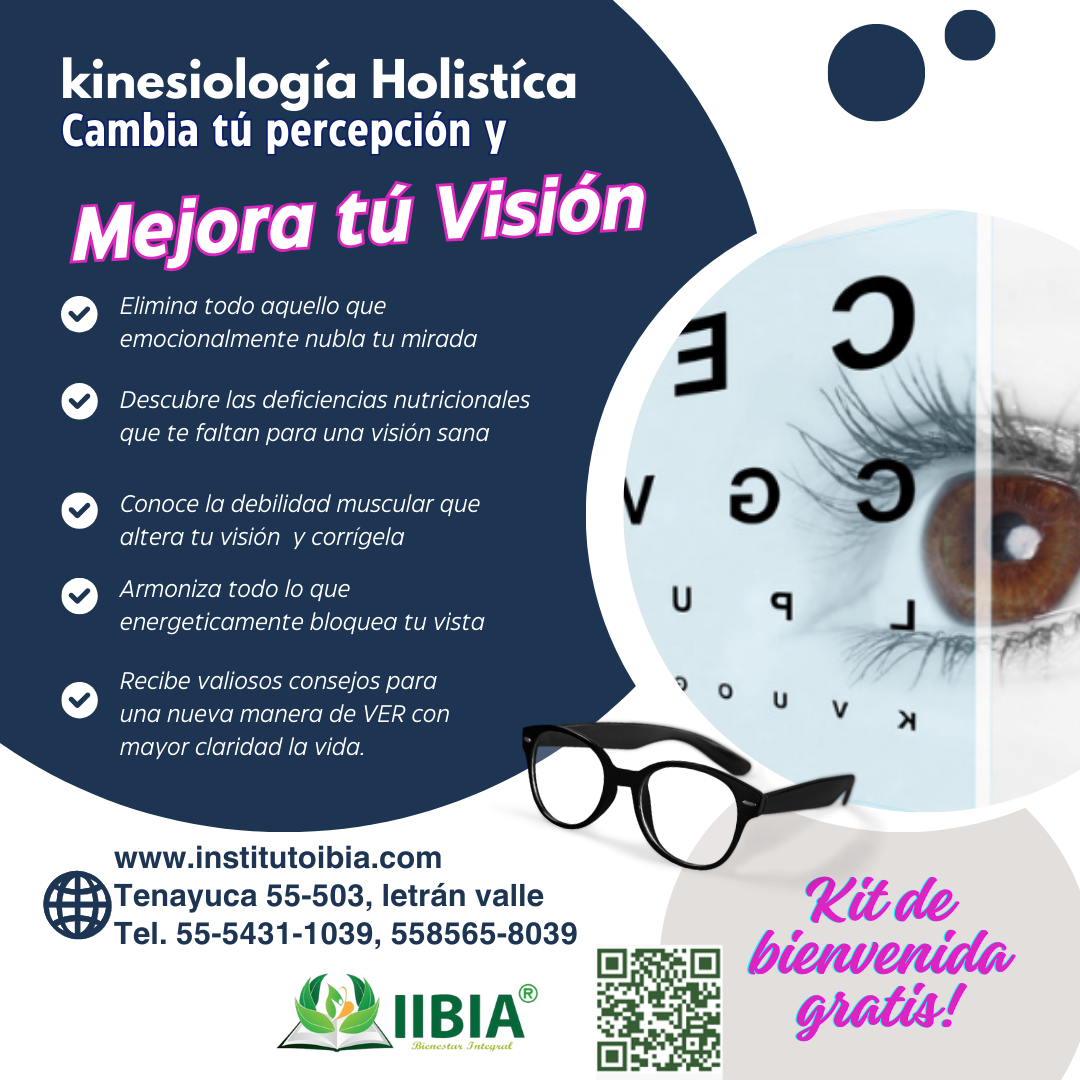 kinesiología Holistíca
Cambia tú percepción y
Mejora tú Visión
Elimina todo aquello que
emocionalmente nubla tu mirada
Descubre las deficiencias nutricionales
que te faltan para una visión sana
Conoce la debilidad muscular que
altera tu visión  y corrígela
Armoniza todo lo que
energeticamente bloquea tu vista
Recibe valiosos consejos para
una nueva manera de VER con
mayor claridad la vida.
E C
V G C
U P L
O U V K
www.institutoibia.com
Tenayuca 55-503, letrán valle
Tel. 55-5431-1039, 558565-8039
IIBIA®
Bienestar Integral
Kit de
bienvenida
gratis!